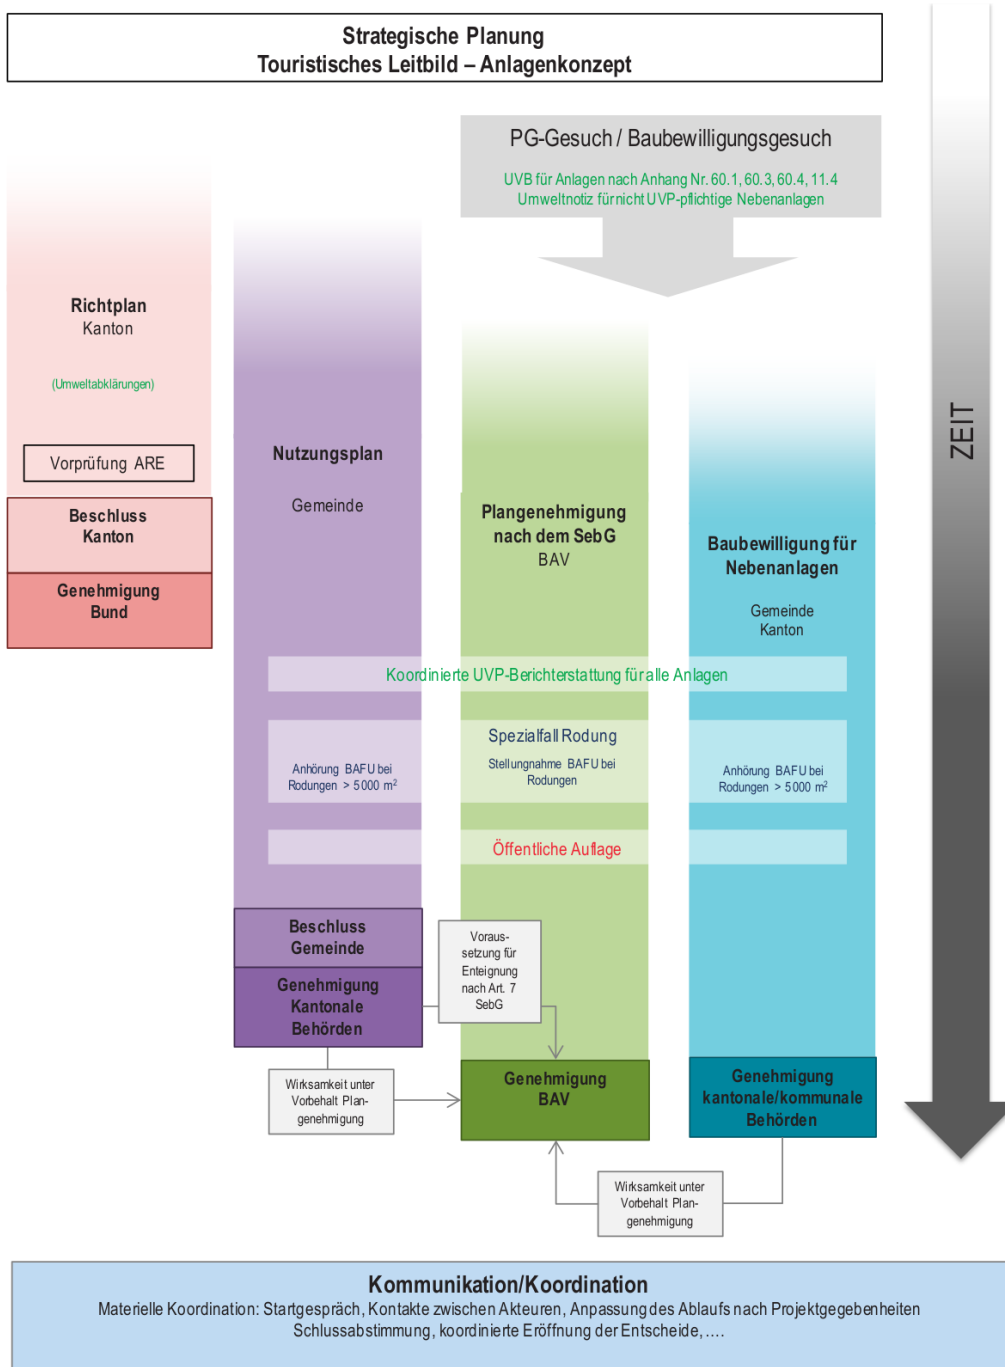 Strategische Planung
Touristisches Leitbild – Anlagenkonzept
PG-Gesuch / Baubewilligungsgesuch
UVB für Anlagen nach Anhang Nr. 60.1, 60.3, 60.4, 11.4
Umweltnotiz für nicht UVP-pflichtige Nebenanlagen
ZEIT
Richtplan
Kanton
(Umweltabklärungen)
Vorprüfung ARE
Beschluss
Kanton
Genehmigung
Bund
Nutzungsplan
Gemeinde
Plangenehmigung
nach dem SebG
BAV
Baubewilligung für
Nebenanlagen
Gemeinde
Kanton
Koordinierte UVP-Berichterstattung für alle Anlagen
Spezialfall Rodung
Anhörung BAFU bei
Rodungen > 5000 m²
Stellungnahme BAFU bei
Rodungen
Anhörung BAFU bei
Rodungen > 5000 m²
Öffentliche Auflage
Beschluss
Gemeinde
Genehmigung
Kantonale
Behörden
Voraus-
setzung für
Enteignung
nach Art. 7
SebG
Wirksamkeit unter
Vorbehalt Plan-
genehmigung
Genehmigung
BAV
Genehmigung
kantonale/kommunale
Behörden
Wirksamkeit unter
Vorbehalt Plan-
genehmigung
Kommunikation/Koordination
Materielle Koordination: Startgespräch, Kontakte zwischen Akteuren, Anpassung des Ablaufs nach Projektgegebenheiten
Schlussabstimmung, koordinierte Eröffnung der Entscheide, ….